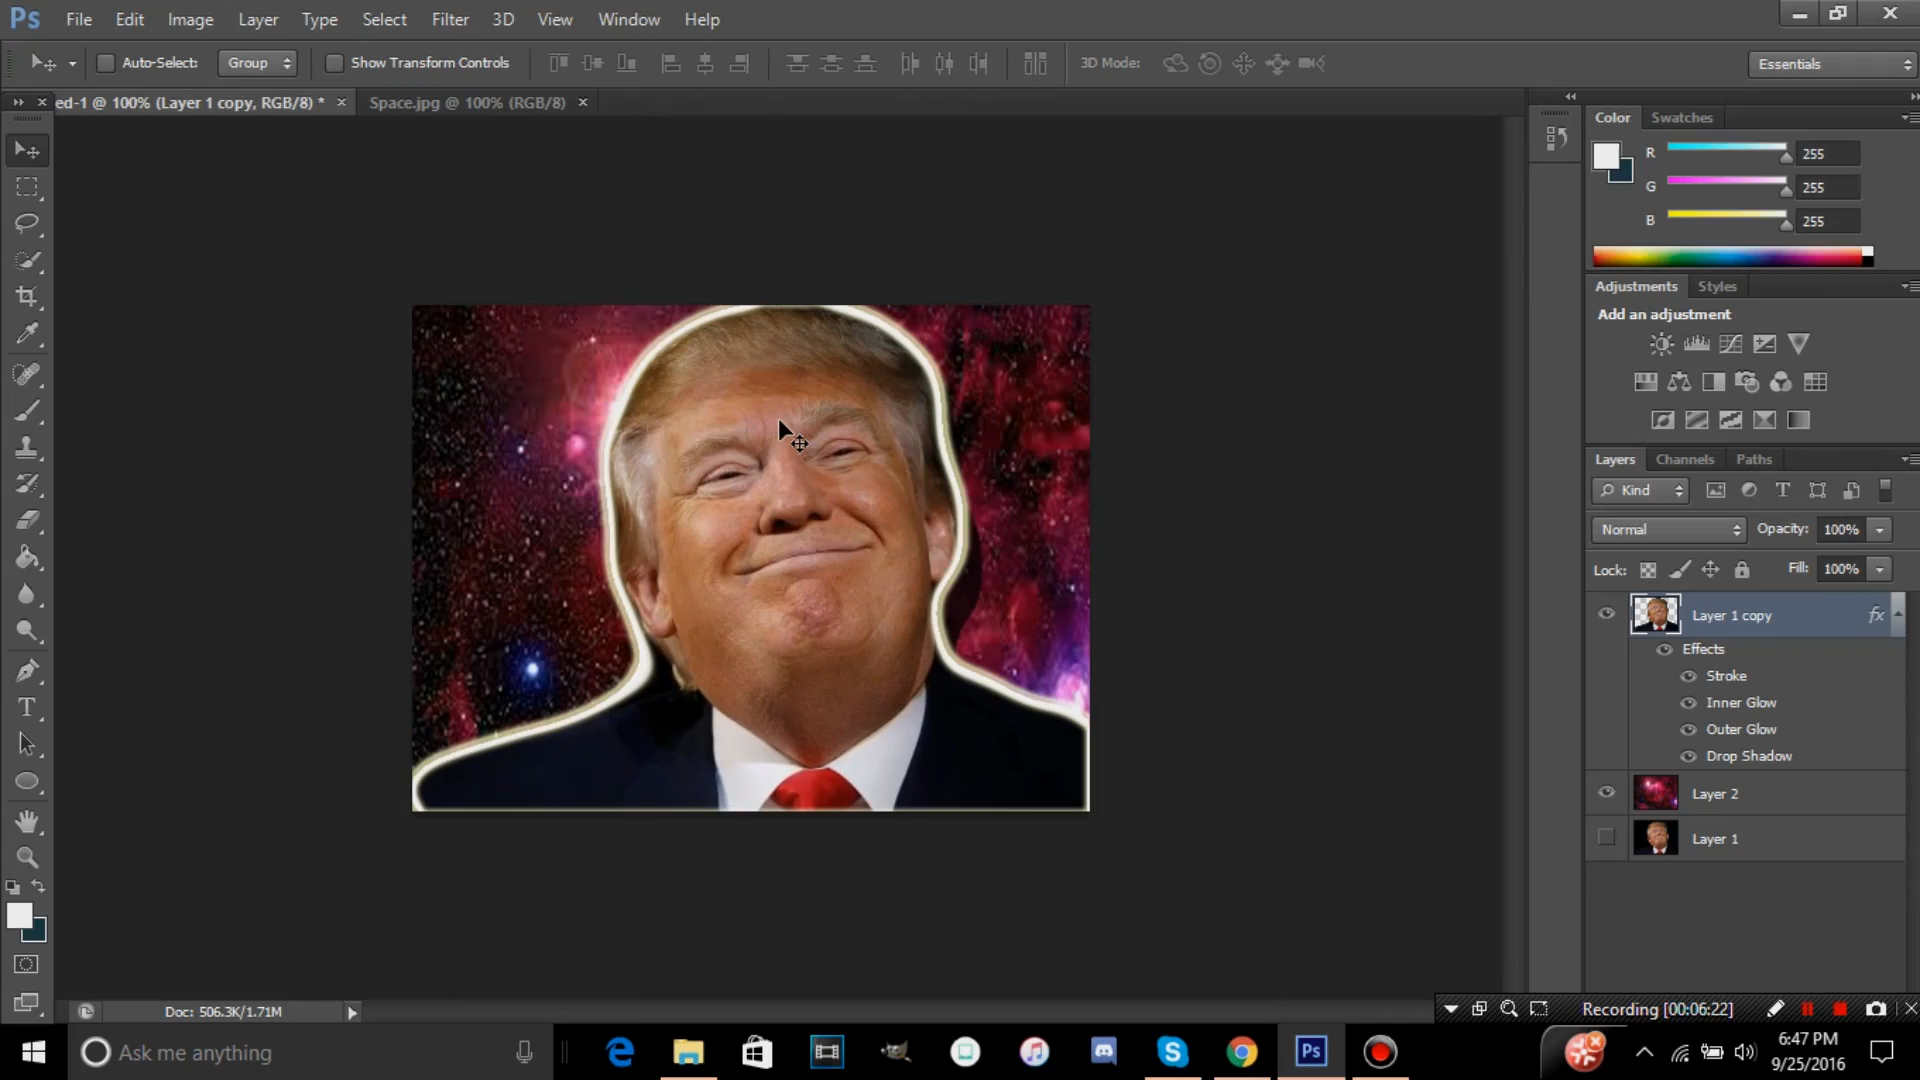 Ps File Edit Image Layer Type Select Filter 3D View Window Help
Auto-Select: Group Show Transform Controls 3D Mode: Essentials
ed-1 @ 100% (Layer 1 copy, RGB/8) * Space.jpg @ 100% (RGB/8)
Color Swatches
R 255
G 255
B 255
Adjustments Styles
Add an adjustment
Layers Channels Paths
Kind
Normal Opacity: 100%
Lock: Fill: 100%
Layer 1 copy fx
Effects
Stroke
Inner Glow
Outer Glow
Drop Shadow
Layer 2
Layer 1
Doc: 506.3K/1.71M
Recording [00:06:22]
Ask me anything
Ps
6:47 PM
9/25/2016